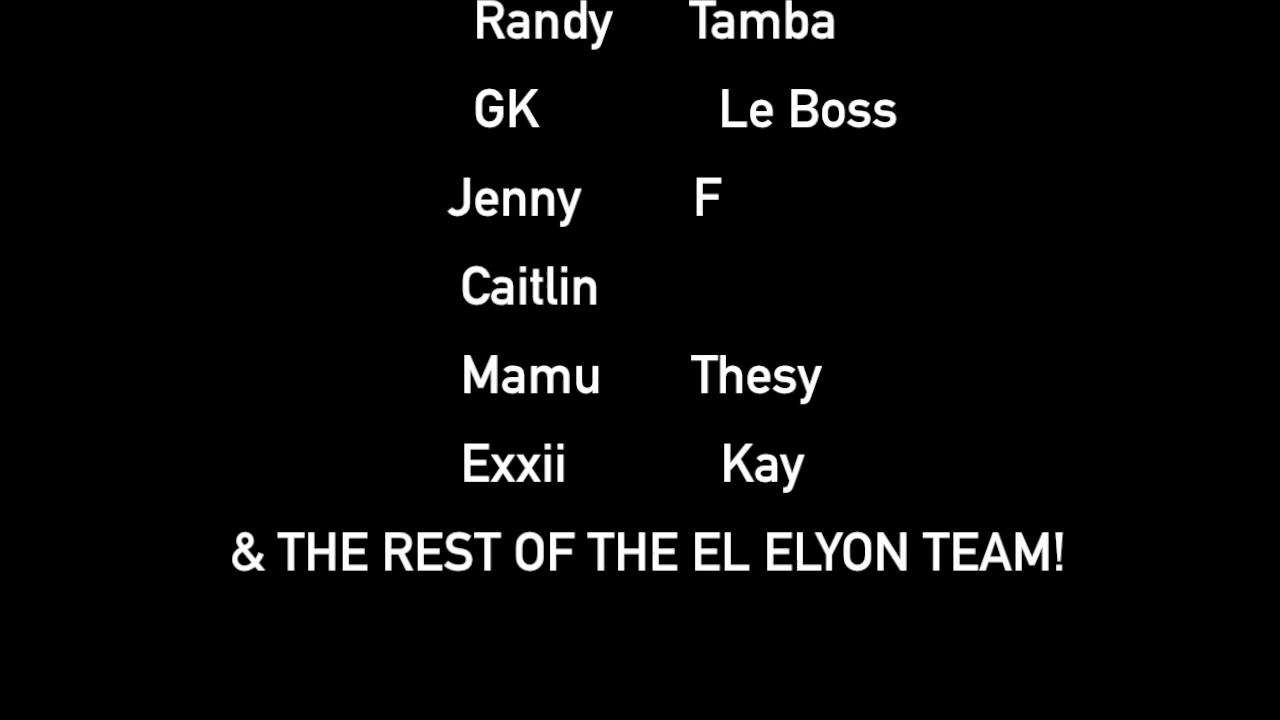 Randy Tamba
GK Le Boss
Jenny F
Caitlin
Mamu Thesy
Exxii Kay
& THE REST OF THE EL ELYON TEAM!